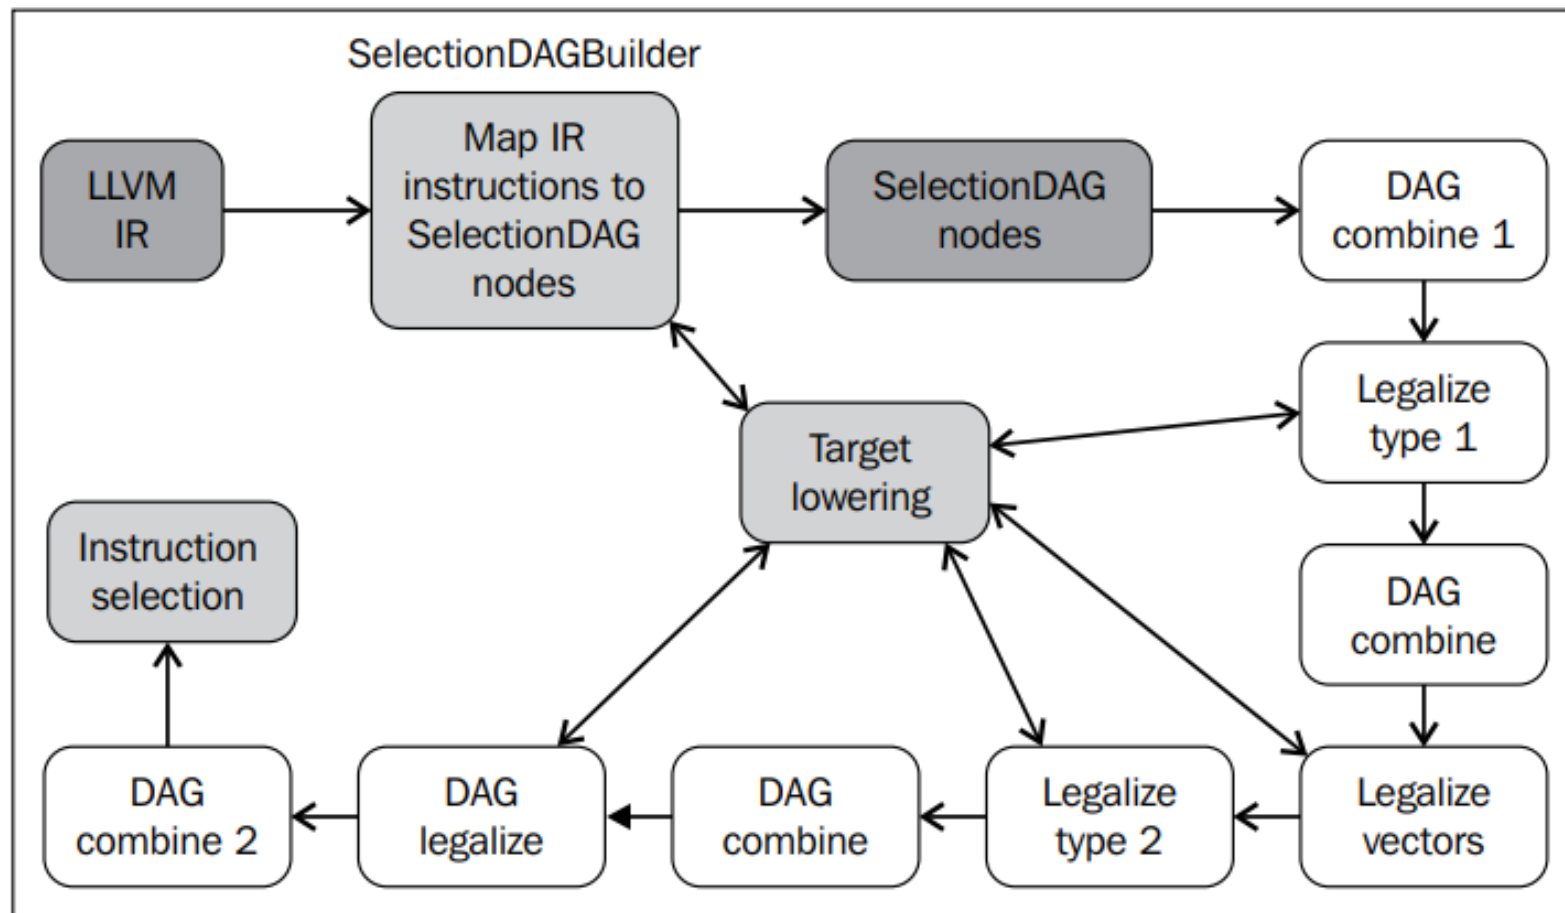 SelectionDAGBuilder
LLVM
IR
Map IR
instructions to
SelectionDAG
nodes
SelectionDAG
nodes
DAG
combine 1
Legalize
type 1
Target
lowering
Instruction
selection
DAG
combine
DAG
combine 2
DAG
legalize
DAG
combine
Legalize
type 2
Legalize
vectors